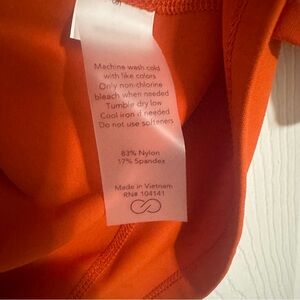 Machine wash cold
with like colors
Only non-chlorine
bleach when needed
Tumble dry low
Cool iron if needed
Do not use softeners
83% Nylon
17% Spandex
Made in Vietnam
RN# 104141